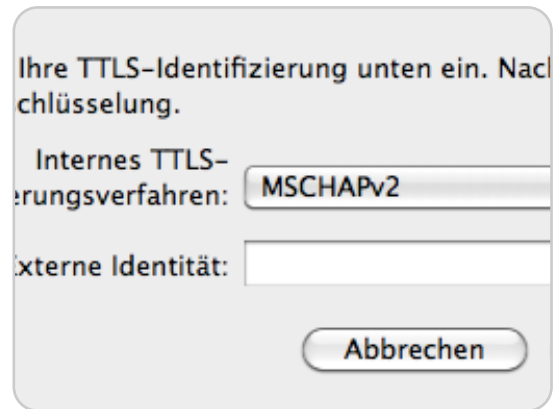 Ihre TTLS-Identifizierung unten ein. Nac
chlüsselung.
Internes TTLS-
erungsverfahren: MSCHAPv2
xterne Identität:
Abbrechen